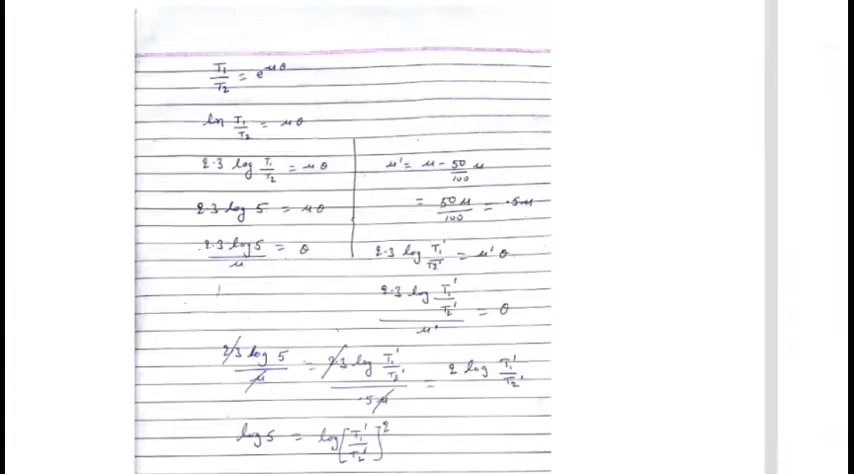 T₁/T₂ = e^μθ
ln T₁/T₂ = μθ
2.3 log T₁/T₂ = μθ
2.3 log 5 = μθ
2.3 log 5/μ = θ
μ' = μ - 50/100 μ
= 50μ/100 = .5μ
2.3 log T₁'/T₂' = μ'θ
2.3 log T₁'/T₂' / μ' = θ
2.3 log 5/μ = 2.3 log T₁'/T₂' / .5μ = 2 log T₁'/T₂'
log 5 = log[T₁'/T₂']²